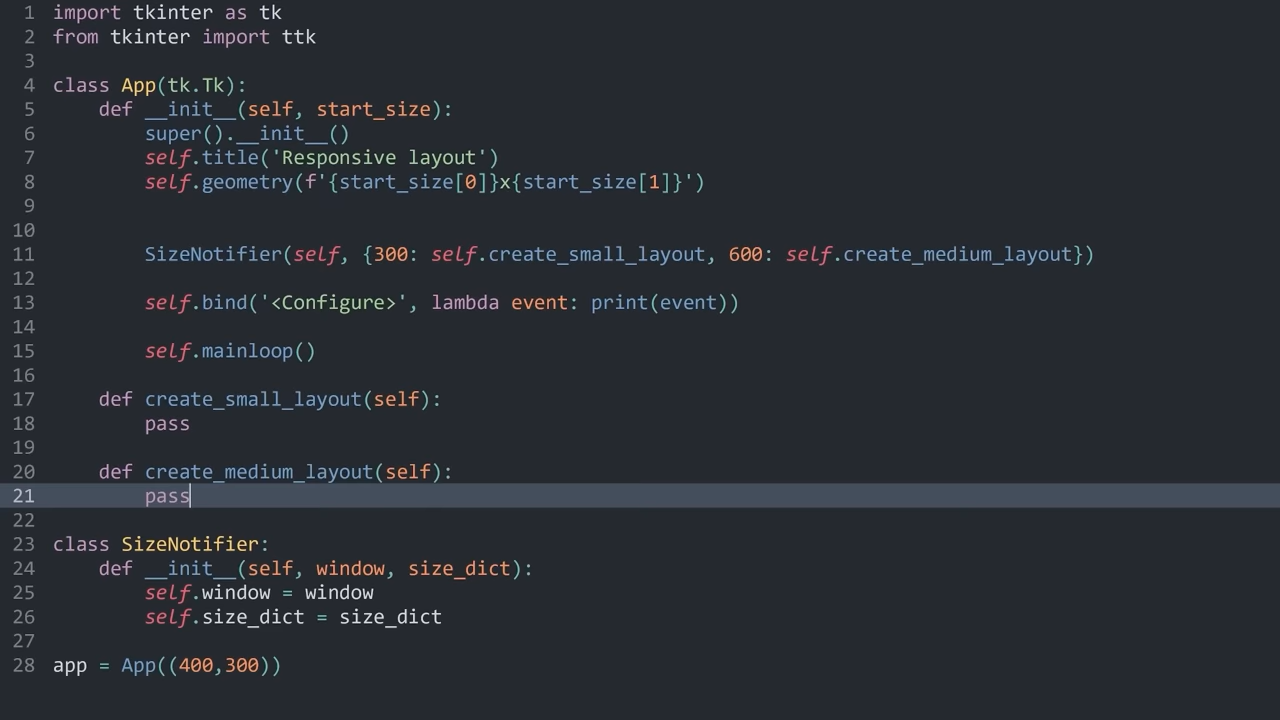 1 import tkinter as tk
2 from tkinter import ttk
3
4 class App(tk.Tk):
5     def __init__(self, start_size):
6         super().__init__()
7         self.title('Responsive layout')
8         self.geometry(f'{start_size[0]}x{start_size[1]}')
9
10
11         SizeNotifier(self, {300: self.create_small_layout, 600: self.create_medium_layout})
12
13         self.bind('<Configure>', lambda event: print(event))
14
15         self.mainloop()
16
17     def create_small_layout(self):
18         pass
19
20     def create_medium_layout(self):
21         pass
22
23 class SizeNotifier:
24     def __init__(self, window, size_dict):
25         self.window = window
26         self.size_dict = size_dict
27
28 app = App((400,300))